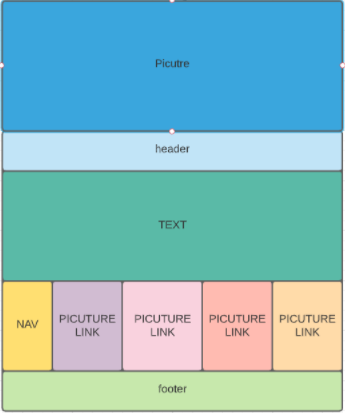 Picutre
header
TEXT
NAV
PICUTURE
LINK
PICUTURE
LINK
PICUTURE
LINK
PICUTURE
LINK
footer